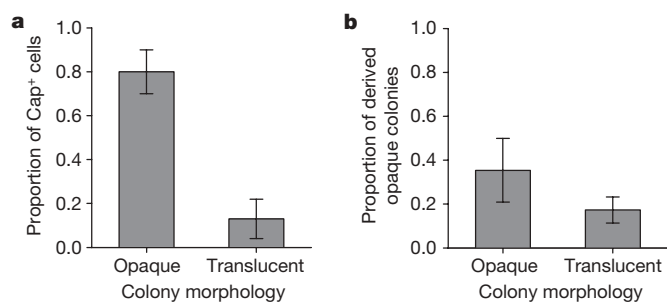 a
Proportion of Cap⁺ cells
1.0
0.8
0.6
0.4
0.2
0.0
Opaque Translucent
Colony morphology
b
Proportion of derived
opaque colonies
1.0
0.8
0.6
0.4
0.2
0.0
Opaque Translucent
Colony morphology